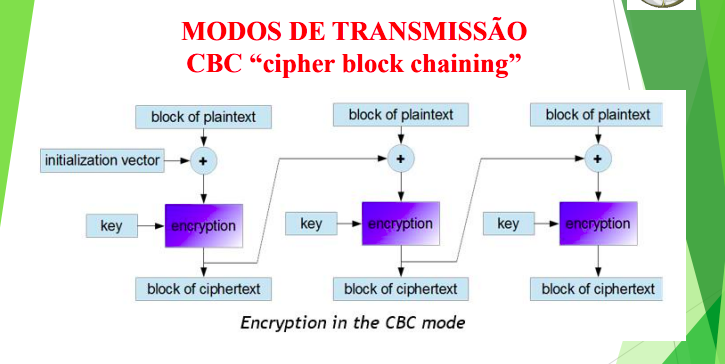 MODOS DE TRANSMISSÃO
CBC “cipher block chaining”
block of plaintext
block of plaintext
block of plaintext
initialization vector
+
+
+
key
encryption
key
encryption
key
encryption
block of ciphertext
block of ciphertext
block of ciphertext
Encryption in the CBC mode